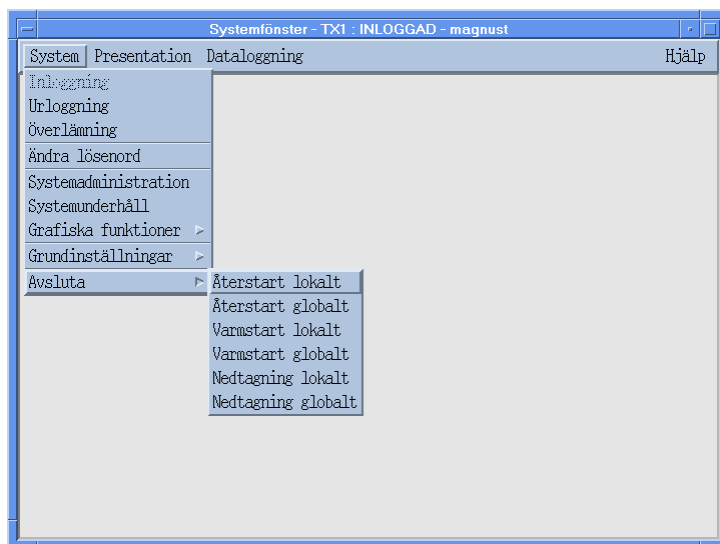 Systemfönster - TX1 : INLOGGAD - magnust
System Presentation Dataloggning Hjälp
Inloggning
Urloggning
Överlämning
Ändra lösenord
Systemadministration
Systemunderhåll
Grafiska funktioner
Grundinställningar
Avsluta
Återstart lokalt
Återstart globalt
Varmstart lokalt
Varmstart globalt
Nedtagning lokalt
Nedtagning globalt